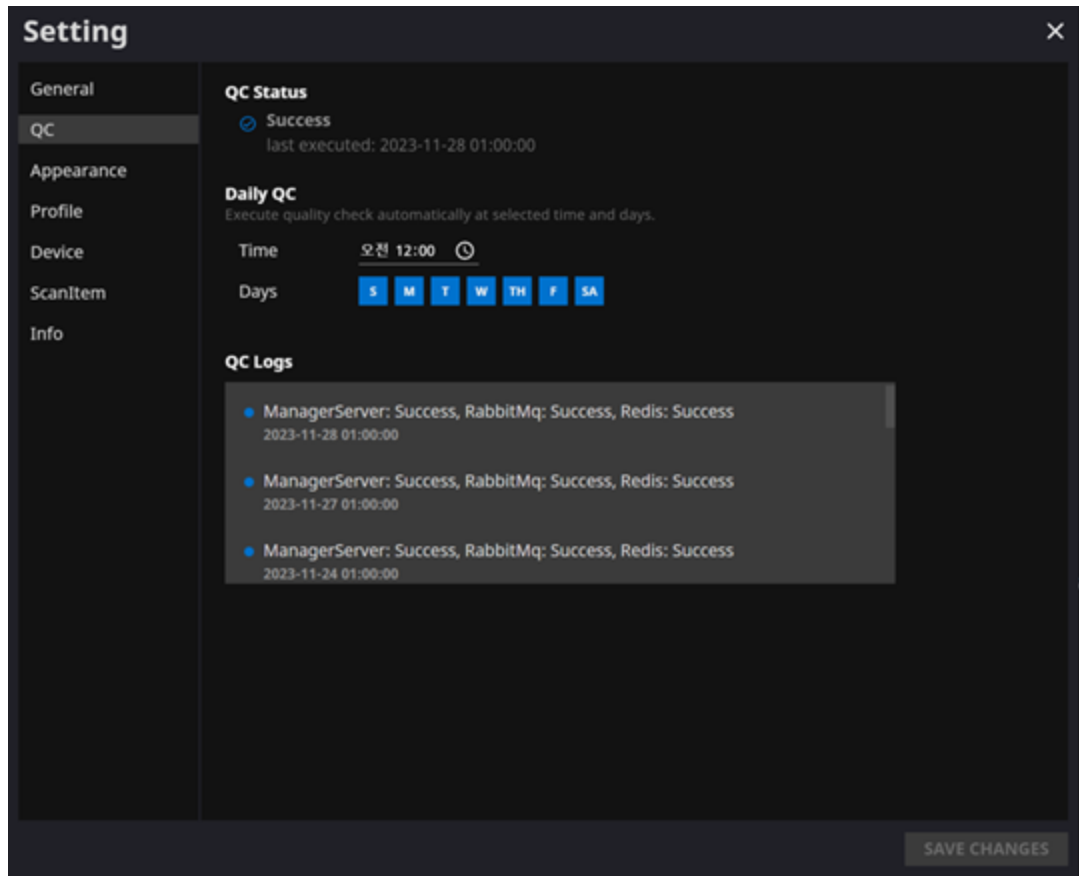 Setting
General
QC
Appearance
Profile
Device
ScanItem
Info
QC Status
Success
last executed: 2023-11-28 01:00:00
Daily QC
Execute quality check automatically at selected time and days.
Time 오전 12:00
Days S M T W TH F SA
QC Logs
ManagerServer: Success, RabbitMq: Success, Redis: Success
2023-11-28 01:00:00
ManagerServer: Success, RabbitMq: Success, Redis: Success
2023-11-27 01:00:00
ManagerServer: Success, RabbitMq: Success, Redis: Success
2023-11-24 01:00:00
SAVE CHANGES